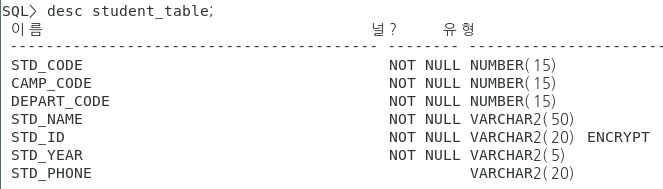 SQL> desc student_table;
이름 널? 유형
----------------------------------------- -------- ----------------------
STD_CODE NOT NULL NUMBER(15)
CAMP_CODE NOT NULL NUMBER(15)
DEPART_CODE NOT NULL NUMBER(15)
STD_NAME NOT NULL VARCHAR2(50)
STD_ID NOT NULL VARCHAR2(20) ENCRYPT
STD_YEAR NOT NULL VARCHAR2(5)
STD_PHONE VARCHAR2(20)